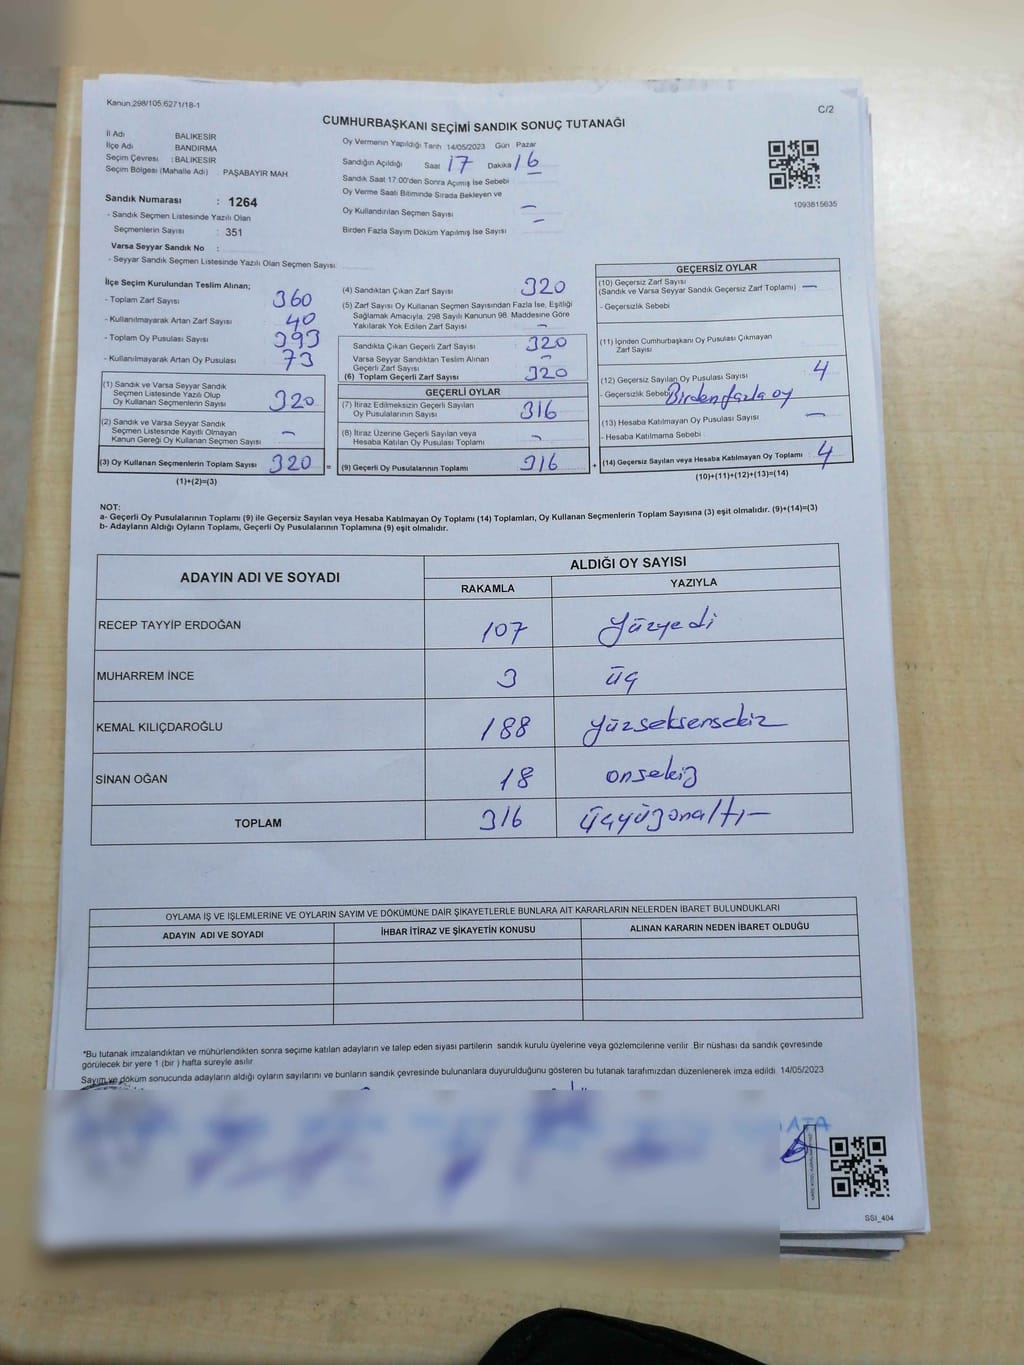 Kanun,298/105,6271/18-1
C/2
CUMHURBAŞKANI SEÇİMİ SANDIK SONUÇ TUTANAĞI
İl Adı BALIKESİR
İlçe Adı BANDIRMA
Seçim Çevresi : BALIKESİR
Seçim Bölgesi (Mahalle Adı) : PAŞABAYIR MAH.
Sandık Numarası : 1264
- Sandık Seçmen Listesinde Yazılı Olan
Seçmenlerin Sayısı : 351
Varsa Seyyar Sandık No :
- Seyyar Sandık Seçmen Listesinde Yazılı Olan Seçmen Sayısı:
Oy Vermenin Yapıldığı Tarih 14/05/2023 Gün Pazar
Sandığın Açıldığı Saat 17 Dakika 16
Sandık Saat 17:00'den Sonra Açımış İse Sebebi
Oy Verme Saati Bitiminde Sırada Bekleyen ve
Oy Kullandırılan Seçmen Sayısı —
Birden Fazla Sayım Döküm Yapılmış İse Sayısı —
1093815635
İlçe Seçim Kurulundan Teslim Alınan;
- Toplam Zarf Sayısı 360
- Kullanılmayarak Artan Zarf Sayısı 40
- Toplam Oy Pusulası Sayısı 393
- Kullanılmayarak Artan Oy Pusulası 73
(1) Sandık ve Varsa Seyyar Sandık
Seçmen Listesinde Yazılı Olup
Oy Kullanan Seçmenlerin Sayısı 320
(2) Sandık ve Varsa Seyyar Sandık
Seçmen Listesinde Kayıtlı Olmayan
Kanun Gereği Oy Kullanan Seçmen Sayısı —
(3) Oy Kullanan Seçmenlerin Toplam Sayısı 320 =
(1)+(2)=(3)
(4) Sandıktan Çıkan Zarf Sayısı 320
(5) Zarf Sayısı Oy Kullanan Seçmen Sayısından Fazla İse, Eşitliği
Sağlamak Amacıyla, 298 Sayılı Kanunun 98. Maddesine Göre
Yakılarak Yok Edilen Zarf Sayısı —
Sandıkta Çıkan Geçerli Zarf Sayısı 320
Varsa Seyyar Sandıktan Teslim Alınan
Geçerli Zarf Sayısı —
(6) Toplam Geçerli Zarf Sayısı 320
GEÇERLİ OYLAR
(7) İtiraz Edilmeksizin Geçerli Sayılan
Oy Pusulalarının Sayısı 316
(8) İtiraz Üzerine Geçerli Sayılan veya
Hesaba Katılan Oy Pusulası Toplamı —
(9) Geçerli Oy Pusulalarının Toplamı 316 +
GEÇERSİZ OYLAR
(10) Geçersiz Zarf Sayısı
(Sandık ve Varsa Seyyar Sandık Geçersiz Zarf Toplamı) —
- Geçersizlik Sebebi
(11) İçinden Cumhurbaşkanı Oy Pusulası Çıkmayan
Zarf Sayısı
(12) Geçersiz Sayılan Oy Pusulası Sayısı 4
- Geçersizlik Sebebi Birden fazla oy
(13) Hesaba Katılmayan Oy Pusulası Sayısı —
- Hesaba Katılmama Sebebi
(14) Geçersiz Sayılan veya Hesaba Katılmayan Oy Toplamı 4
(10)+(11)+(12)+(13)=(14)
NOT:
a- Geçerli Oy Pusulalarının Toplamı (9) ile Geçersiz Sayılan veya Hesaba Katılmayan Oy Toplamı (14) Toplamları, Oy Kullanan Seçmenlerin Toplam Sayısına (3) eşit olmalıdır. (9)+(14)=(3)
b- Adayların Aldığı Oyların Toplamı, Geçerli Oy Pusulalarının Toplamına (9) eşit olmalıdır.
ADAYIN ADI VE SOYADI ALDIĞI OY SAYISI
RAKAMLA YAZIYLA
RECEP TAYYİP ERDOĞAN 107 yüzyedi
MUHARREM İNCE 3 üç
KEMAL KILIÇDAROĞLU 188 yüzseksensekiz
SİNAN OĞAN 18 onsekiz
TOPLAM 316 üçyüzonaltı —
OYLAMA İŞ VE İŞLEMLERİNE VE OYLARIN SAYIM VE DÖKÜMÜNE DAİR ŞİKAYETLERLE BUNLARA AİT KARARLARIN NELERDEN İBARET BULUNDUKLARI
ADAYIN ADI VE SOYADI İHBAR İTİRAZ VE ŞİKAYETİN KONUSU ALINAN KARARIN NEDEN İBARET OLDUĞU
*Bu tutanak imzalandıktan ve mühürlendikten sonra seçime katılan adayların ve talep eden siyasi partilerin sandık kurulu üyelerine veya gözlemcilerine verilir. Bir nüshası da sandık çevresinde
görülecek bir yere 1 (bir) hafta süreyle asılır.
Sayım ve döküm sonucunda adayların aldığı oyların sayılarını ve bunların sandık çevresinde bulunanlara duyurulduğunu gösteren bu tutanak tarafımızdan düzenlenerek imza edildi. 14/05/2023
SSI_404